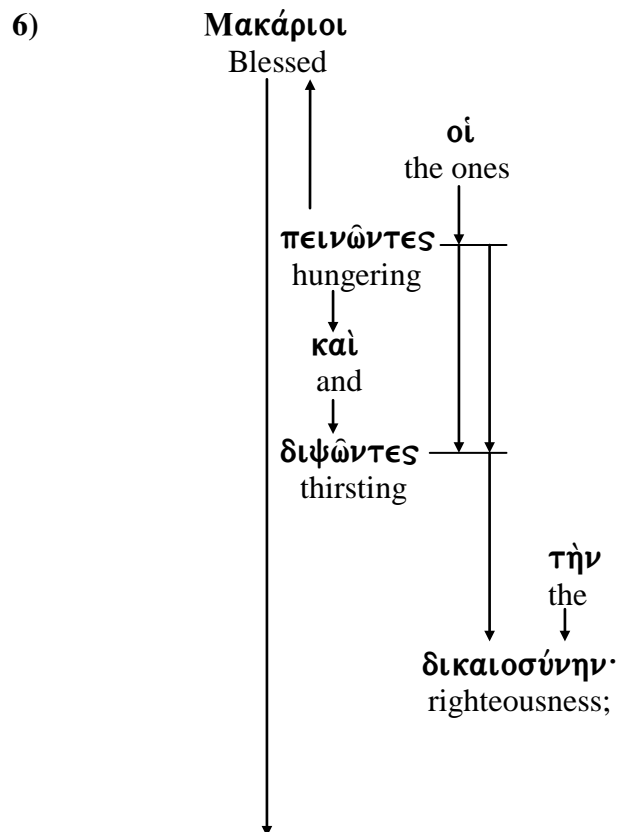 6) Μακάριοι
Blessed
οἱ
the ones
πεινῶντες
hungering
καὶ
and
διψῶντες
thirsting
τὴν
the
δικαιοσύνην·
righteousness;